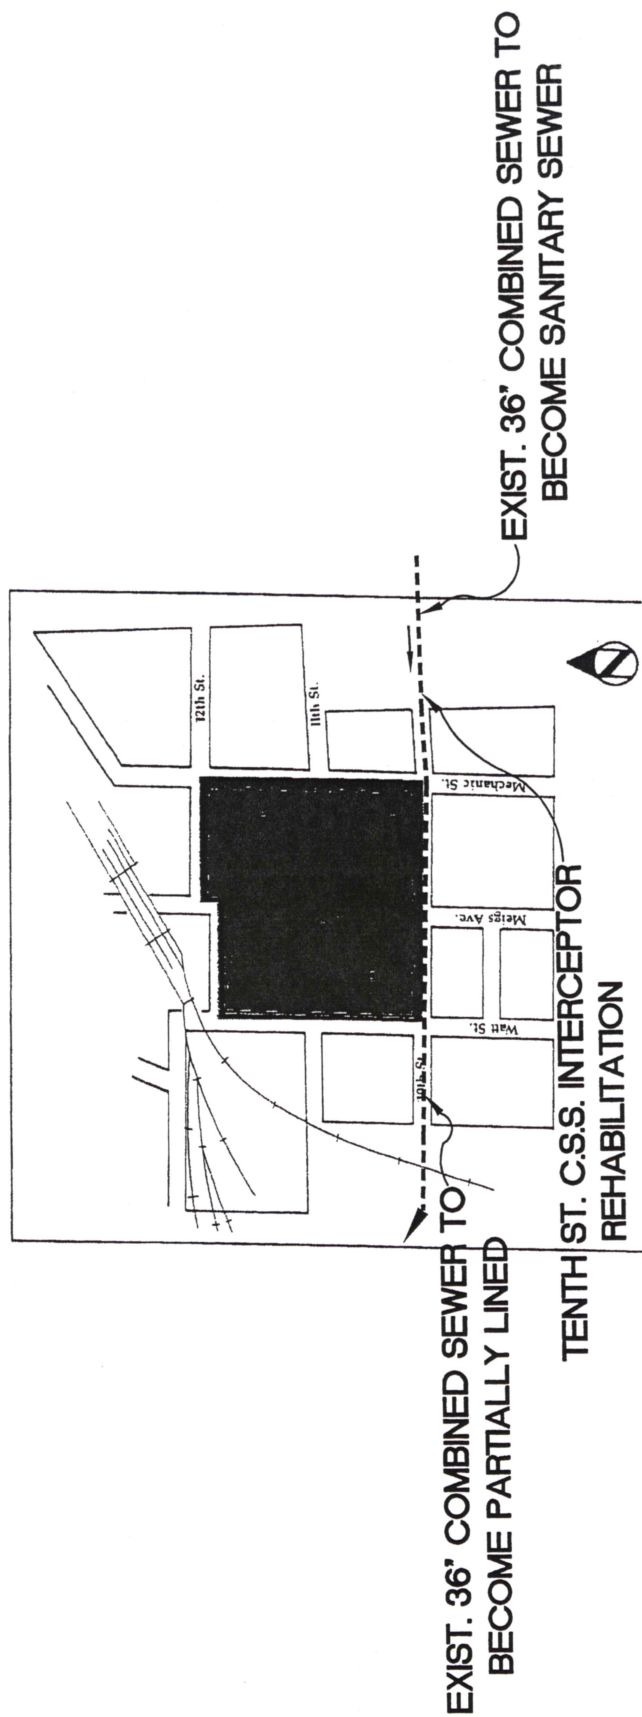 EXIST. 36" COMBINED SEWER TO
BECOME SANITARY SEWER
12th St.
11th St.
Mechanic St.
Meigs Ave.
Watt St.
10th St.
EXIST. 36" COMBINED SEWER TO
BECOME PARTIALLY LINED
TENTH ST. C.S.S. INTERCEPTOR
REHABILITATION